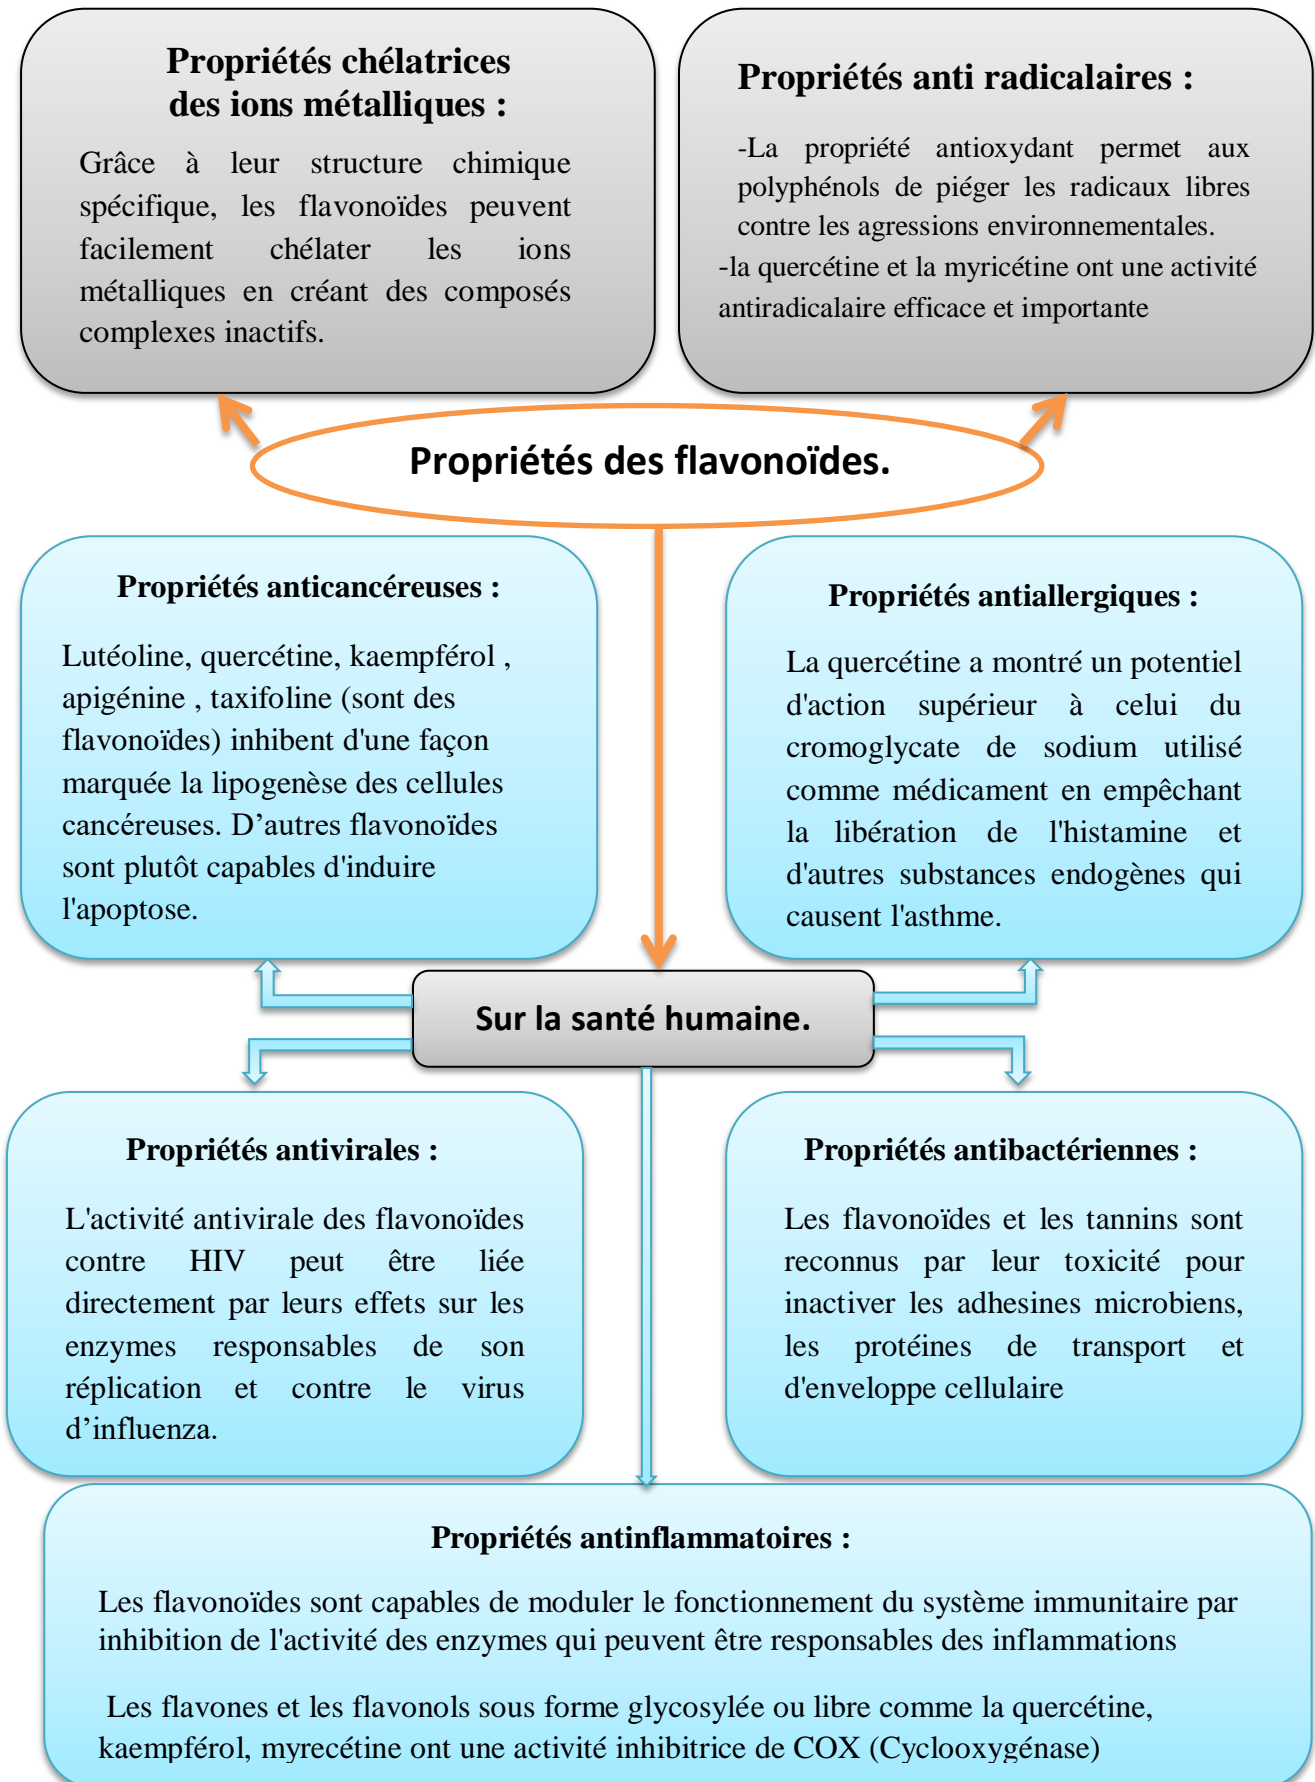 Propriétés chélatrices
des ions métalliques :
Grâce à leur structure chimique
spécifique, les flavonoïdes peuvent
facilement chélater les ions
métalliques en créant des composés
complexes inactifs.
Propriétés anti radicalaires :
-La propriété antioxydant permet aux
polyphénols de piéger les radicaux libres
contre les agressions environnementales.
-la quercétine et la myricétine ont une activité
antiradicalaire efficace et importante
Propriétés des flavonoïdes.
Propriétés anticancéreuses :
Lutéoline, quercétine, kaempférol ,
apigénine , taxifoline (sont des
flavonoïdes) inhibent d'une façon
marquée la lipogenèse des cellules
cancéreuses. D’autres flavonoïdes
sont plutôt capables d'induire
l'apoptose.
Propriétés antiallergiques :
La quercétine a montré un potentiel
d'action supérieur à celui du
cromoglycate de sodium utilisé
comme médicament en empêchant
la libération de l'histamine et
d'autres substances endogènes qui
causent l'asthme.
Sur la santé humaine.
Propriétés antivirales :
L'activité antivirale des flavonoïdes
contre HIV peut être liée
directement par leurs effets sur les
enzymes responsables de son
réplication et contre le virus
d’influenza.
Propriétés antibactériennes :
Les flavonoïdes et les tannins sont
reconnus par leur toxicité pour
inactiver les adhesines microbiens,
les protéines de transport et
d'enveloppe cellulaire
Propriétés antinflammatoires :
Les flavonoïdes sont capables de moduler le fonctionnement du système immunitaire par
inhibition de l'activité des enzymes qui peuvent être responsables des inflammations
Les flavones et les flavonols sous forme glycosylée ou libre comme la quercétine,
kaempférol, myrecétine ont une activité inhibitrice de COX (Cyclooxygénase)